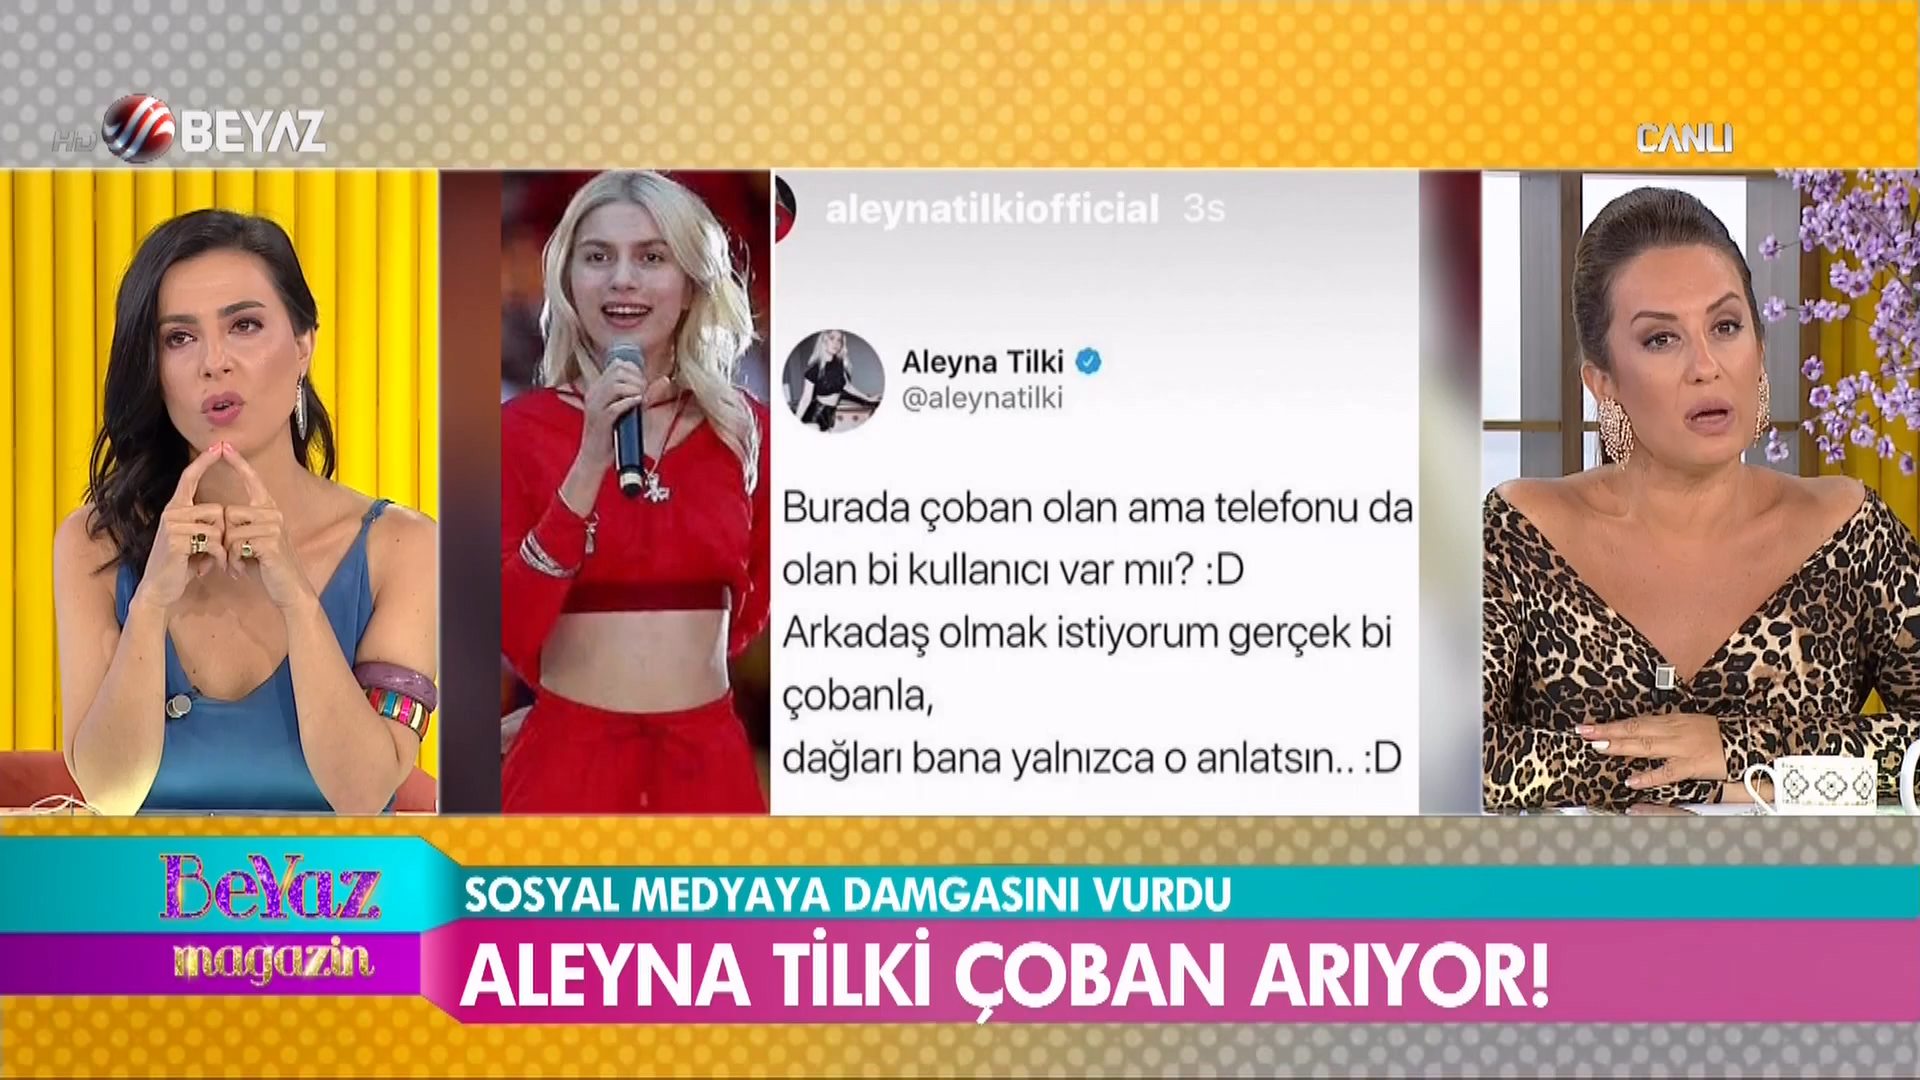 HD BEYAZ
CANLI
aleynatilkiofficial 3s
Aleyna Tilki
@aleynatilki
Burada çoban olan ama telefonu da
olan bi kullanıcı var mıı? :D
Arkadaş olmak istiyorum gerçek bi
çobanla,
dağları bana yalnızca o anlatsın.. :D
BeYaz
magazin
SOSYAL MEDYAYA DAMGASINI VURDU
ALEYNA TİLKİ ÇOBAN ARIYOR!